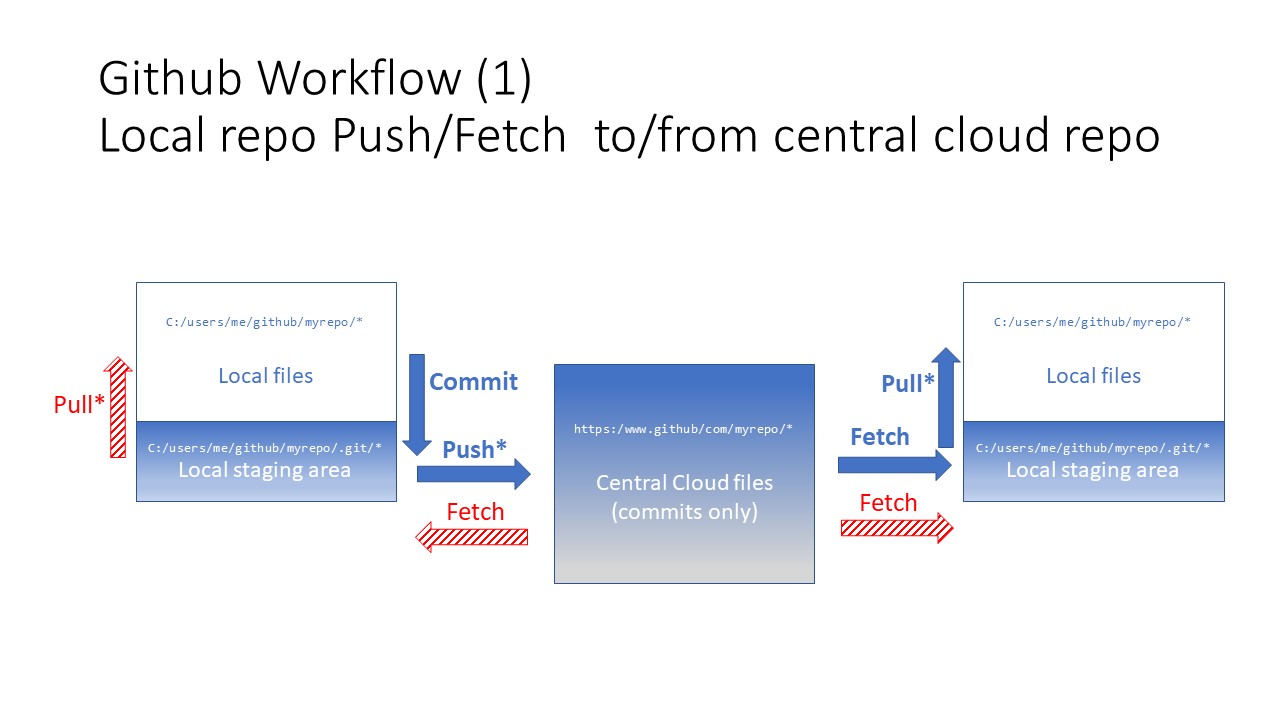 Github Workflow (1)
Local repo Push/Fetch  to/from central cloud repo
C:/users/me/github/myrepo/*
Local files
Pull*
C:/users/me/github/myrepo/.git/*
Local staging area
Commit
Push*
Fetch
https:/www.github/com/myrepo/*
Central Cloud files
(commits only)
Pull*
Fetch
Fetch
C:/users/me/github/myrepo/*
Local files
C:/users/me/github/myrepo/.git/*
Local staging area